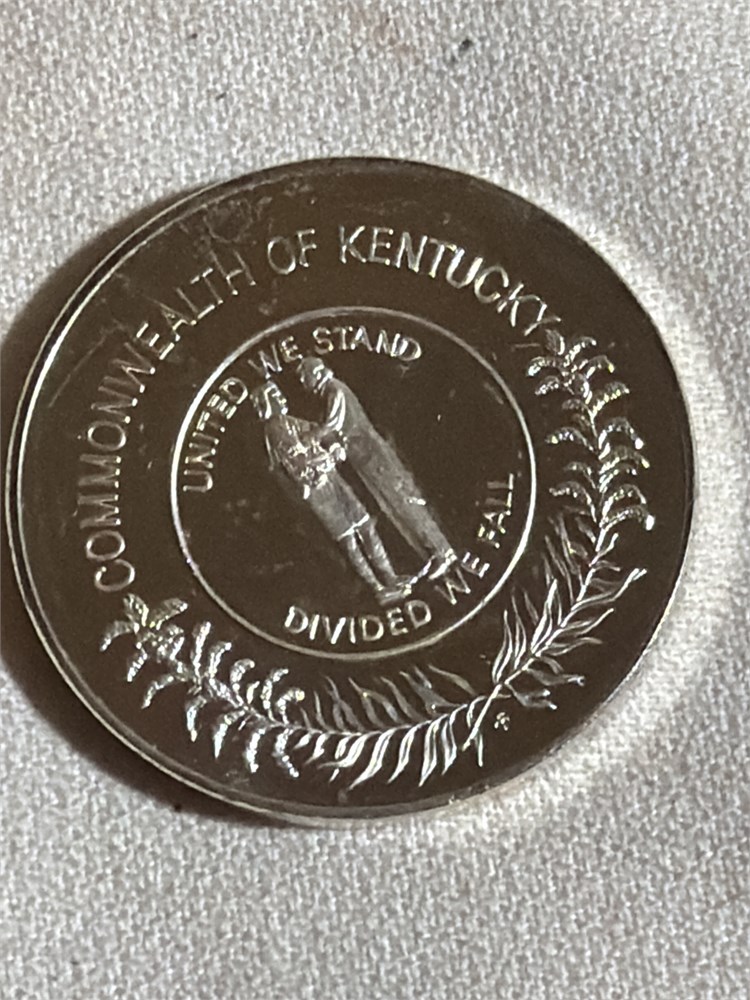 COMMONWEALTH OF KENTUCKY
UNITED WE STAND
DIVIDED WE FALL